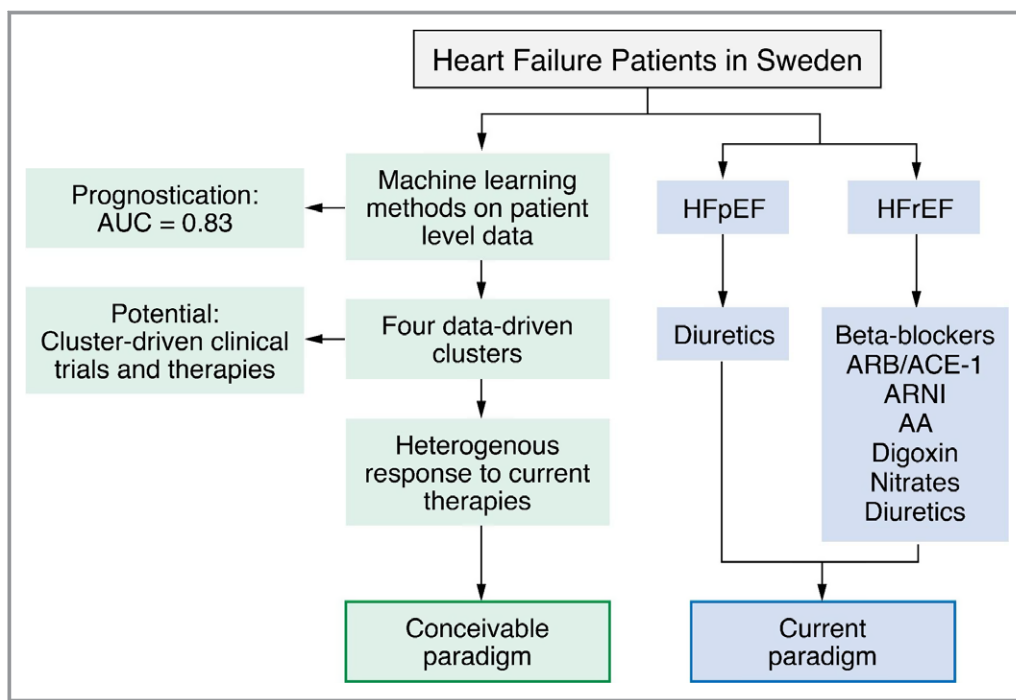 Heart Failure Patients in Sweden
Prognostication:
AUC = 0.83
Machine learning
methods on patient
level data
HFpEF
HFrEF
Potential:
Cluster-driven clinical
trials and therapies
Four data-driven
clusters
Diuretics
Beta-blockers
ARB/ACE-1
ARNI
AA
Digoxin
Nitrates
Diuretics
Heterogenous
response to current
therapies
Conceivable
paradigm
Current
paradigm